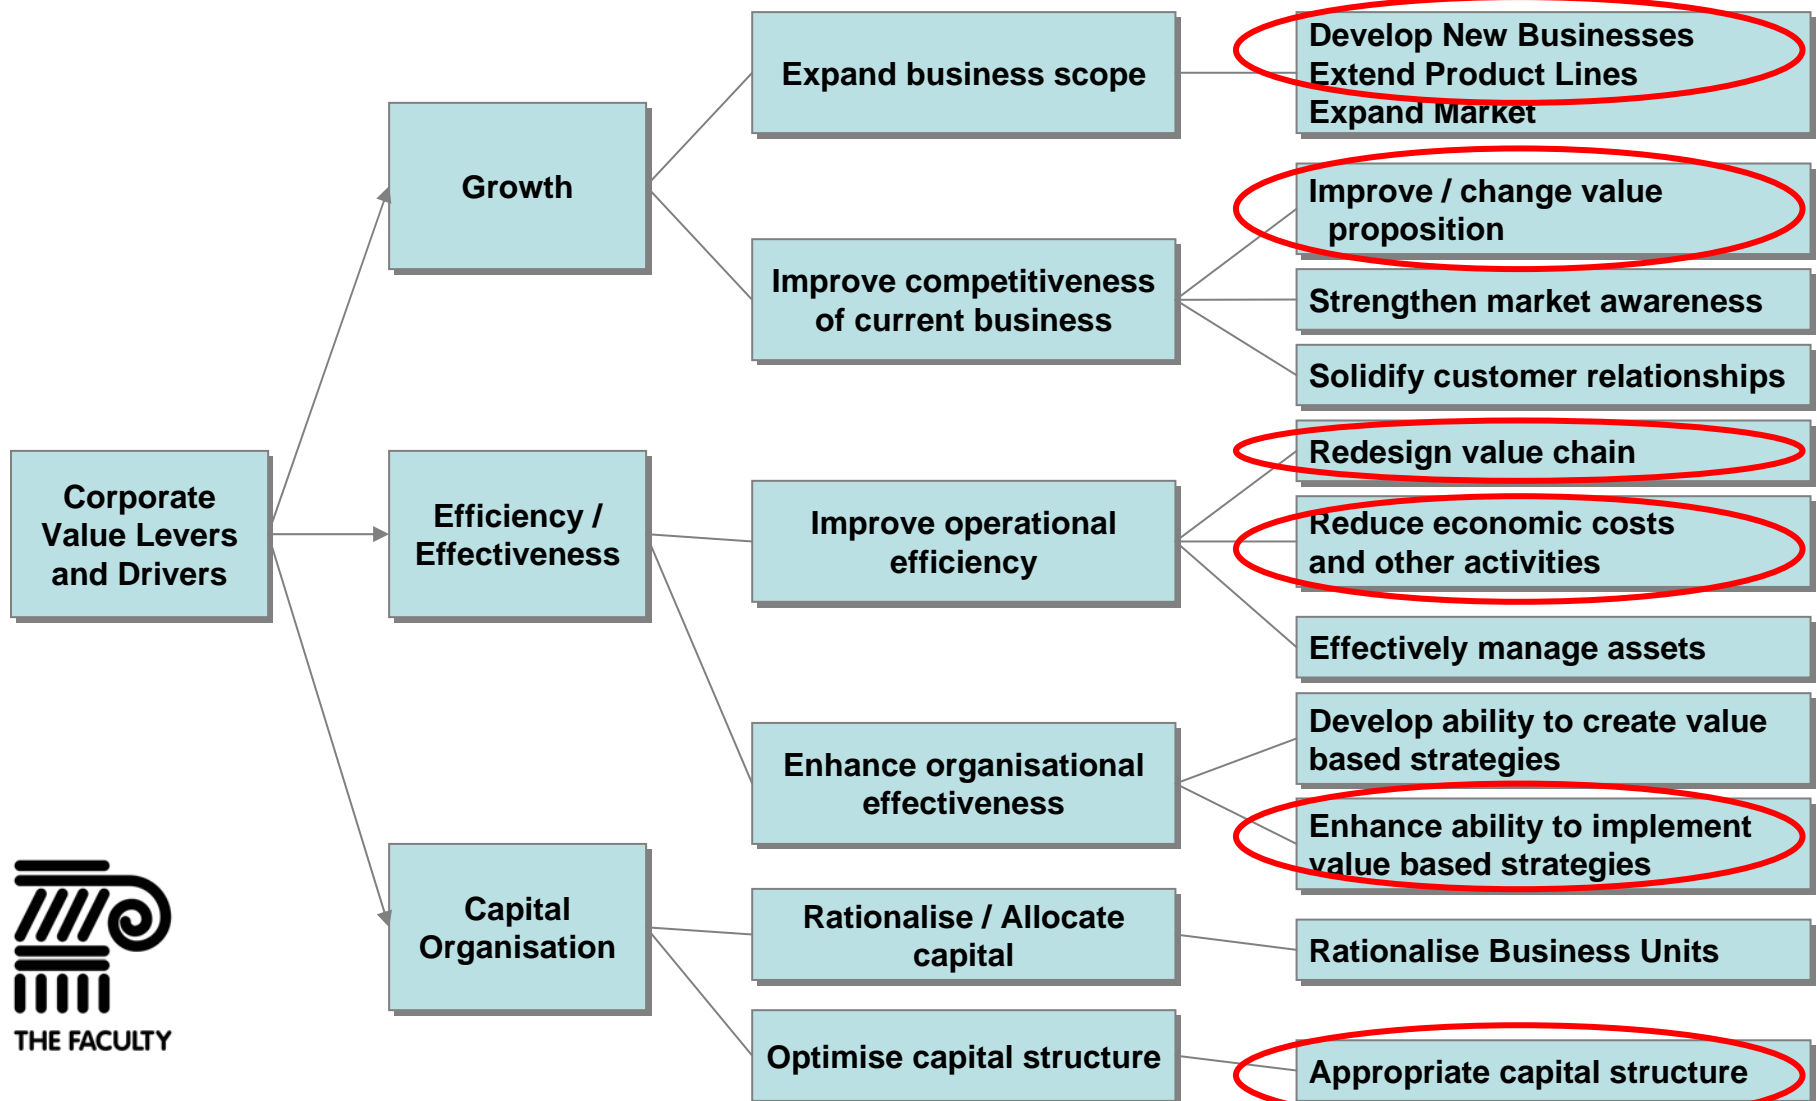 Corporate
Value Levers
and Drivers
Growth
Efficiency /
Effectiveness
Capital
Organisation
Expand business scope
Improve competitiveness
of current business
Improve operational
efficiency
Enhance organisational
effectiveness
Rationalise / Allocate
capital
Optimise capital structure
Develop New Businesses
Extend Product Lines
Expand Market
Improve / change value
proposition
Strengthen market awareness
Solidify customer relationships
Redesign value chain
Reduce economic costs
and other activities
Effectively manage assets
Develop ability to create value
based strategies
Enhance ability to implement
value based strategies
Rationalise Business Units
Appropriate capital structure
THE FACULTY